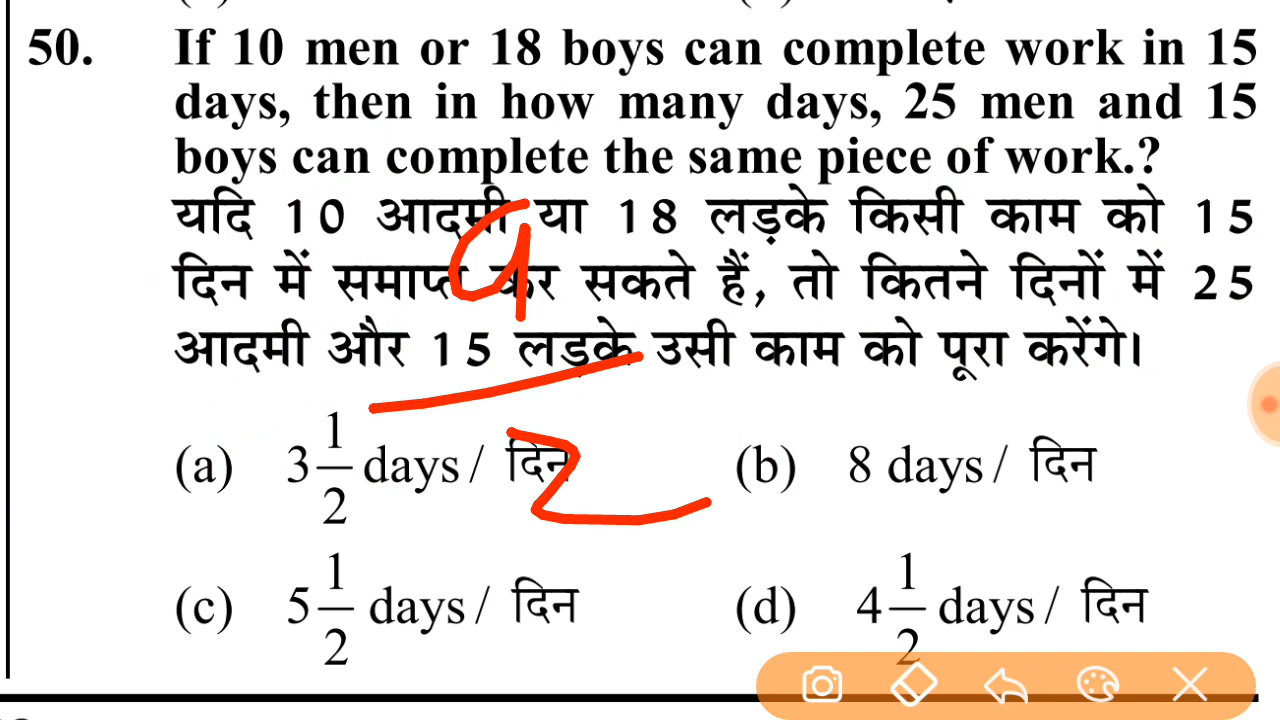 50. If 10 men or 18 boys can complete work in 15
days, then in how many days, 25 men and 15
boys can complete the same piece of work.?
यदि 10 आदमी या 18 लड़के किसी काम को 15
दिन में समाप्त कर सकते हैं, तो कितने दिनों में 25
आदमी और 15 लड़के उसी काम को पूरा करेंगे।
9
2
(a) 3 1/2 days / दिन (b) 8 days / दिन
(c) 5 1/2 days / दिन (d) 4 1/2 days / दिन